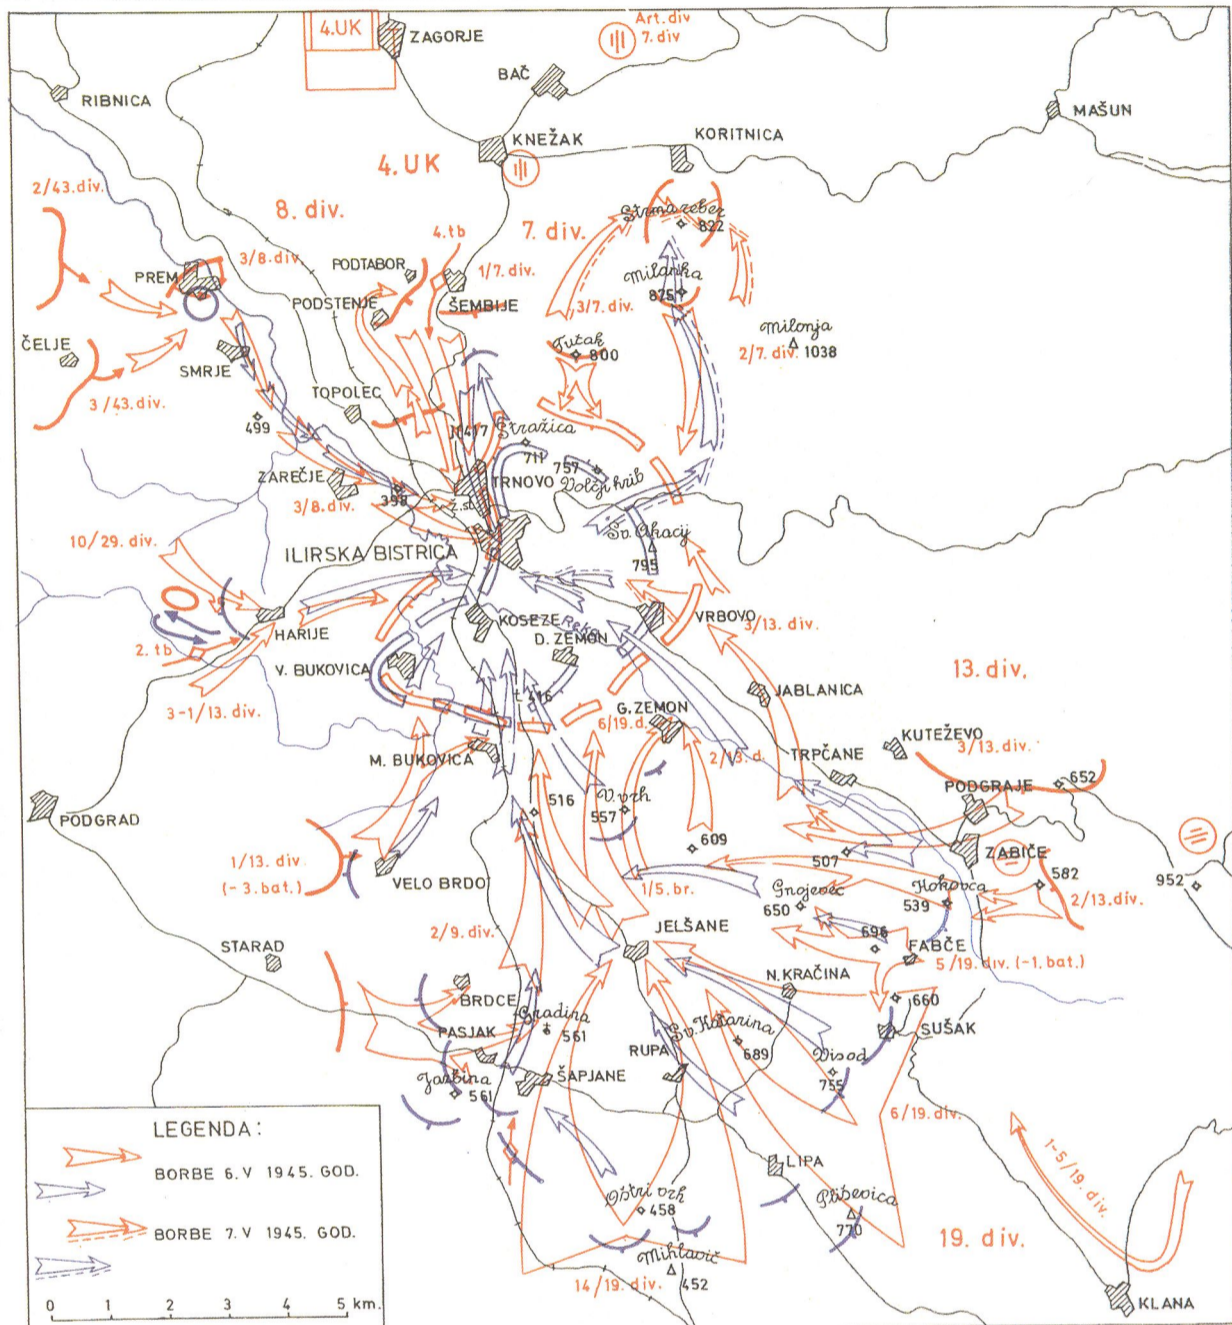 4.UK
ZAGORJE
Art. div
7. div
BAČ
RIBNICA
MAŠUN
KNEŽAK
KORITNICA
4. UK
2/43. div.
8. div.
Strma reber
822
4. tb
7. div.
3/8. div
PODTABOR
1/7. div.
PREM
Milanka
875
PODSTENJE
ŠEMBIJE
3/7. div.
Milonja
1038
2/7. div.
Tutak
800
ČELJE
SMRJE
TOPOLEC
3/43. div.
499
417
Stražica
711
757
Volčji hrib
ZAREČJE
TRNOVO
398
Ž.st.
3/8. div.
10/29. div.
ILIRSKA BISTRICA
Sv. Ahacij
795
HARIJE
KOSEZE
Reka
VRBOVO
3/13. div.
D. ZEMON
2. tb
V. BUKOVICA
13. div.
JABLANICA
3-1/13. div.
416
G. ZEMON
6/19. d.
KUTEŽEVO
2/13. d.
TRPČANE
3/13. div.
M. BUKOVICA
652
PODGRAJE
PODGRAD
516
V. vrh
557
609
507
ZABIČE
1/13. div
(-3. bat.)
VELO BRDO
582
952
1/5. br.
Gnojevec
650
Hokovca
539
2/13. div.
2/9. div.
JELŠANE
696
FABČE
STARAD
5/19. div. (-1. bat.)
N. KRAČINA
BRDCE
660
Gradina
561
SUŠAK
PASJAK
Sv. Katarina
689
RUPA
Visod
755
Jarbina
561
ŠAPJANE
6/19. div.
1-5/19. div.
LIPA
Oštri vrh
458
Pliševica
770
19. div.
Mihlavič
452
14/19. div.
KLANA
LEGENDA:
BORBE 6. V 1945. GOD.
BORBE 7. V 1945. GOD.
0 1 2 3 4 5 km.